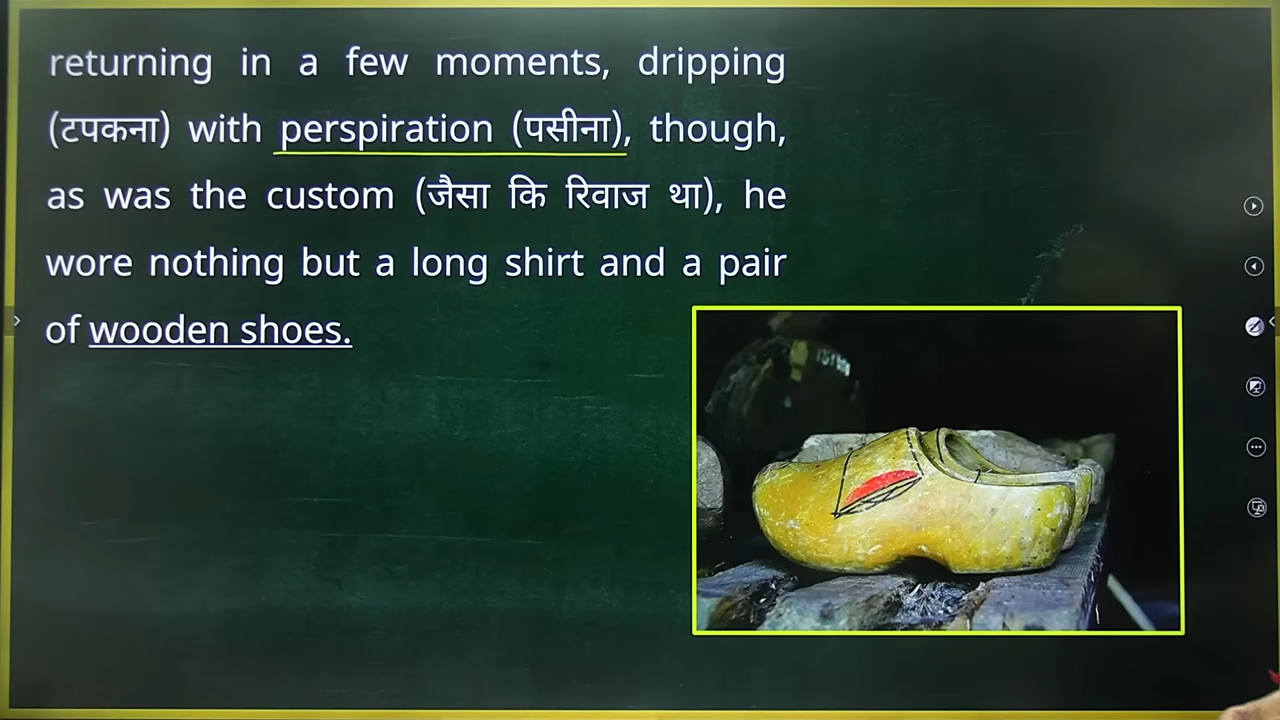 returning in a few moments, dripping
(टपकना) with perspiration (पसीना), though,
as was the custom (जैसा कि रिवाज था), he
wore nothing but a long shirt and a pair
of wooden shoes.